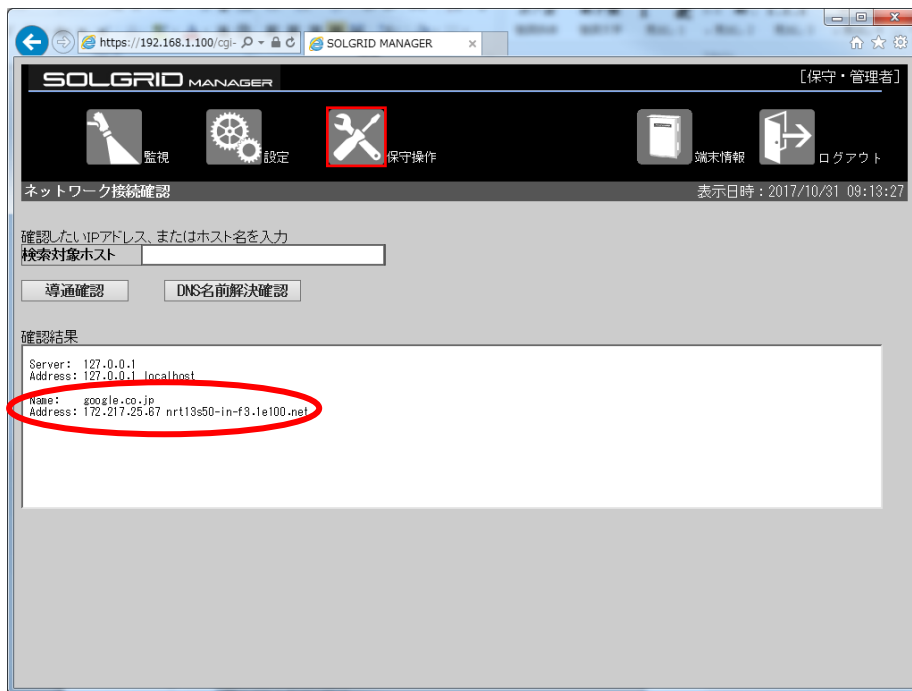 https://192.168.1.100/cgi-
SOLGRID MANAGER
SOLGRID MANAGER
[保守・管理者]
監視
設定
保守操作
端末情報
ログアウト
ネットワーク接続確認
表示日時：2017/10/31 09:13:27
確認したいIPアドレス、またはホスト名を入力
検索対象ホスト
導通確認
DNS名前解決確認
確認結果
Server: 127.0.0.1
Address: 127.0.0.1 localhost
Name: google.co.jp
Address: 172.217.25.67 nrt13s50-in-f3.1e100.net